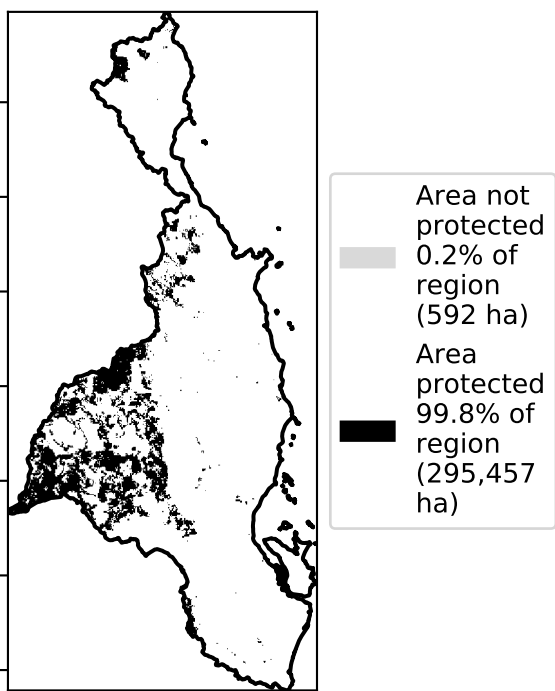 Area not
protected
0.2% of
region
(592 ha)
Area
protected
99.8% of
region
(295,457
ha)